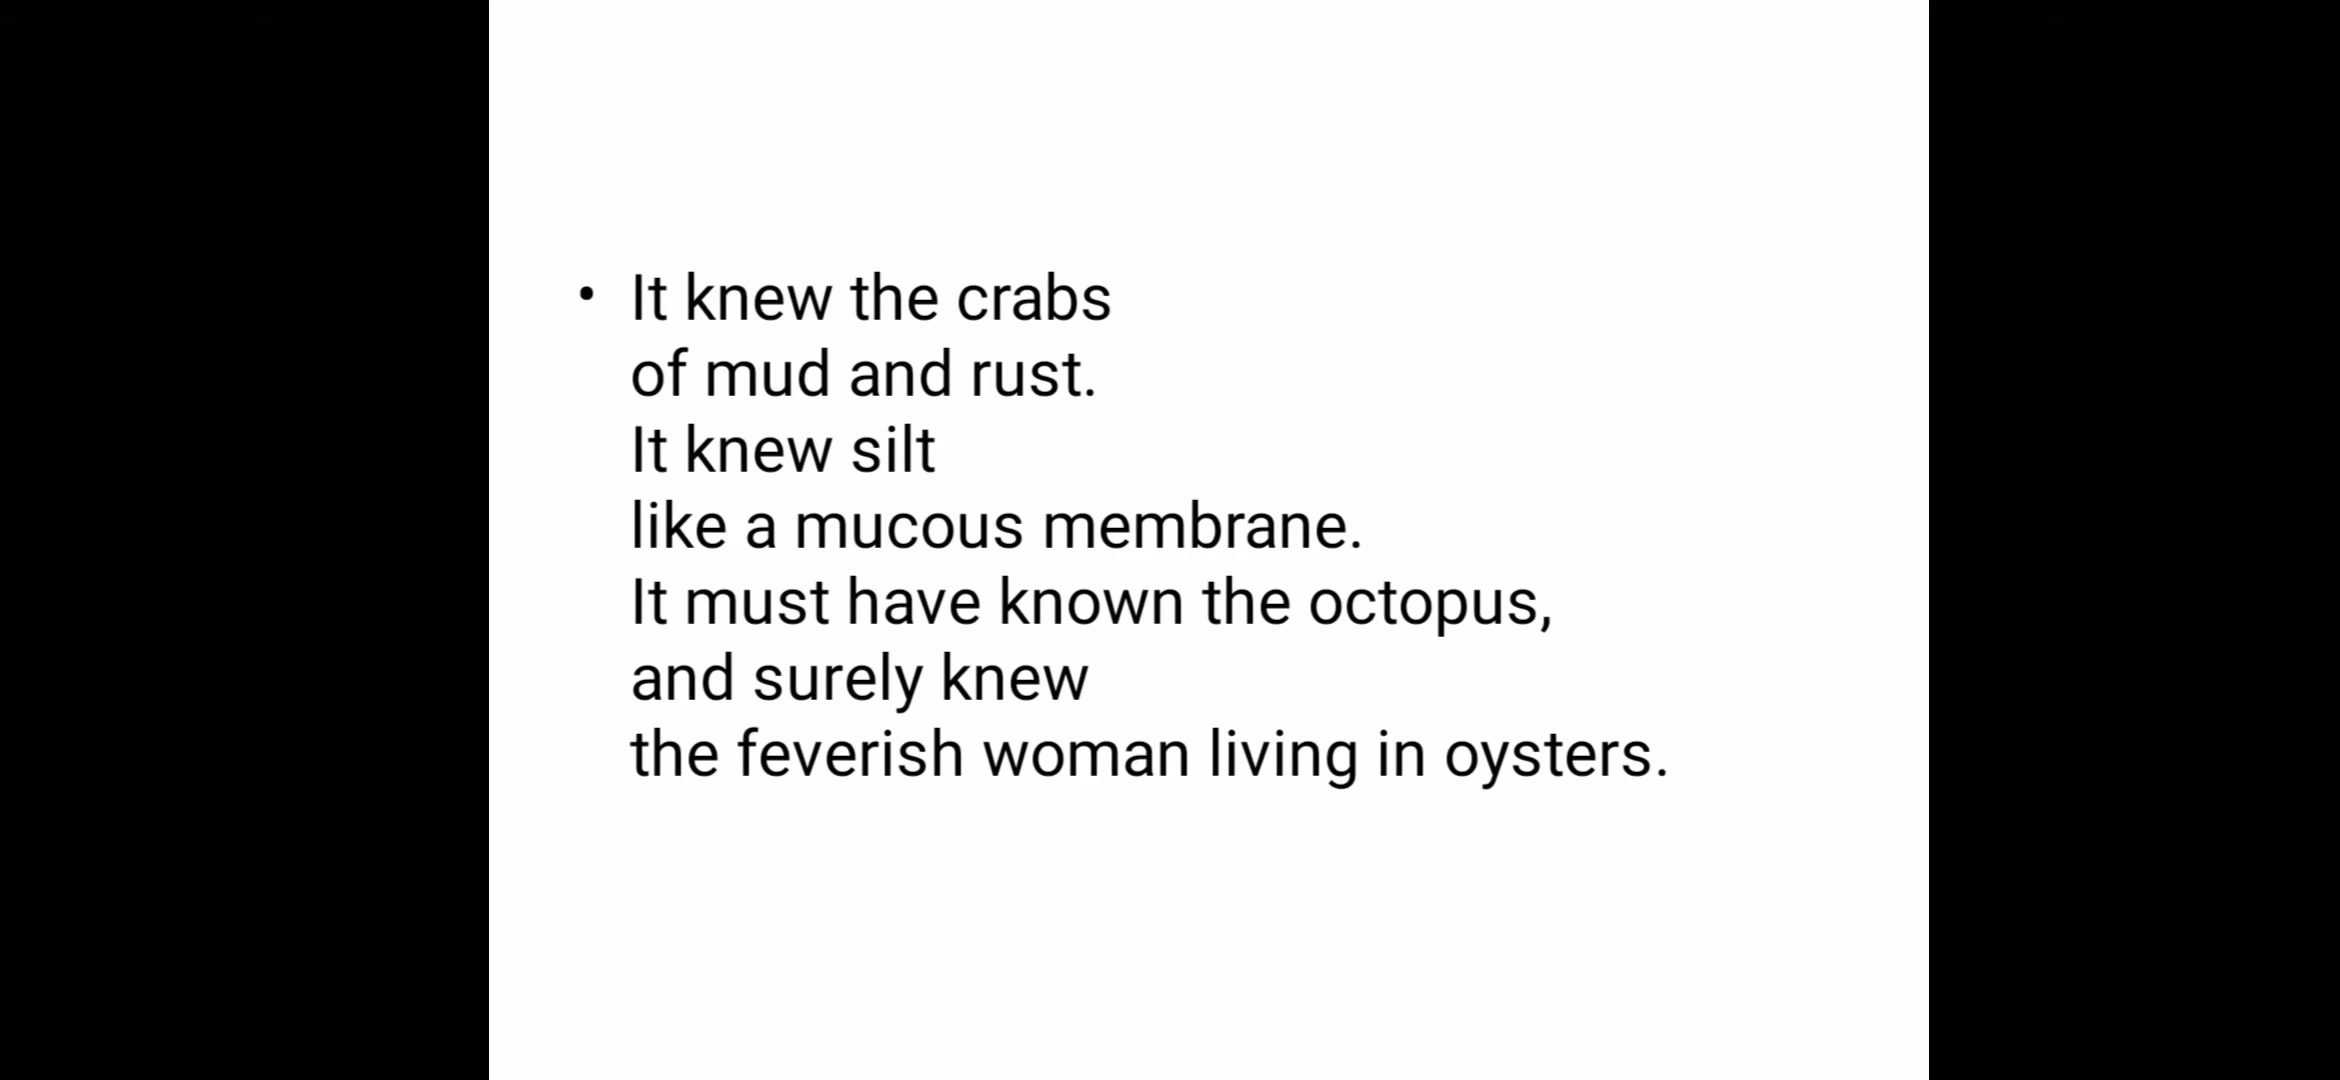 • It knew the crabs
of mud and rust.
It knew silt
like a mucous membrane.
It must have known the octopus,
and surely knew
the feverish woman living in oysters.